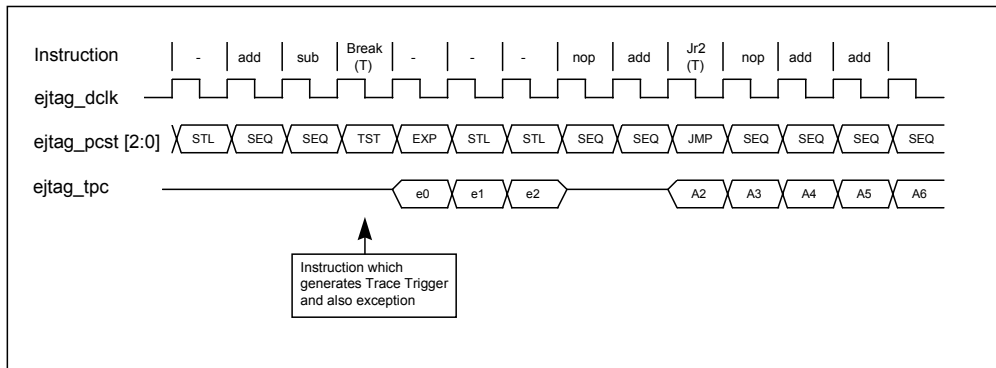 Instruction - add sub Break (T) - - - nop add Jr2 (T) nop add add
ejtag_dclk
ejtag_pcst [2:0] STL SEQ SEQ TST EXP STL STL SEQ SEQ JMP SEQ SEQ SEQ SEQ
ejtag_tpc e0 e1 e2 A2 A3 A4 A5 A6
Instruction which
generates Trace Trigger
and also exception